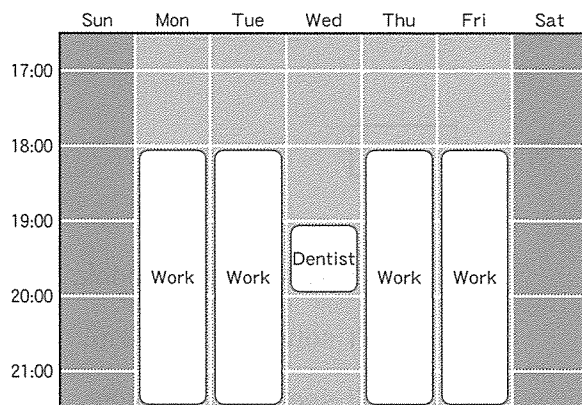 Sun Mon Tue Wed Thu Fri Sat
17:00
18:00
19:00
Dentist
Work Work Work Work
20:00
21:00